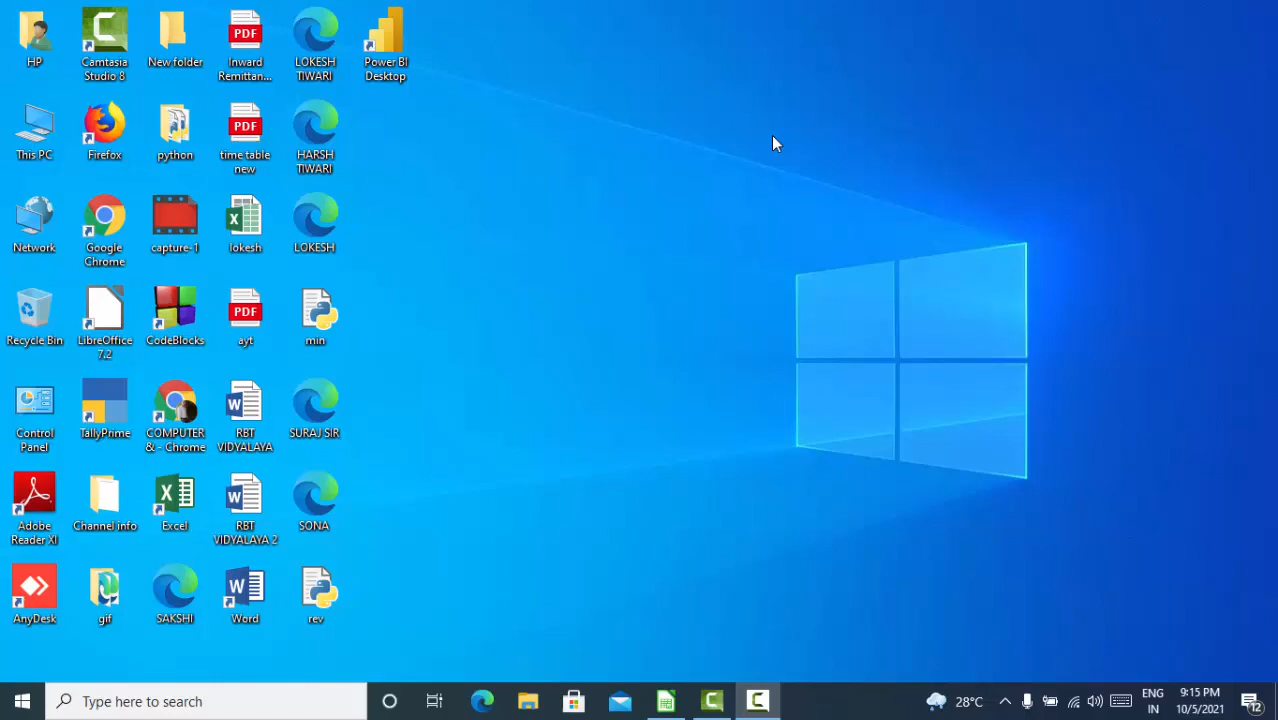 HP
Camtasia
Studio 8
New folder
PDF
Inward
Remittan...
LOKESH
TIWARI
Power BI
Desktop
This PC
Firefox
python
PDF
time table
new
HARSH
TIWARI
Network
Google
Chrome
capture-1
lokesh
LOKESH
Recycle Bin
LibreOffice
7.2
CodeBlocks
PDF
ayt
min
Control
Panel
TallyPrime
COMPUTER
& - Chrome
RBT
VIDYALAYA
SURAJ SIR
Adobe
Reader XI
Channel info
Excel
RBT
VIDYALAYA 2
SONA
AnyDesk
gif
SAKSHI
Word
rev
Type here to search
28°C
ENG
IN
9:15 PM
10/5/2021
12